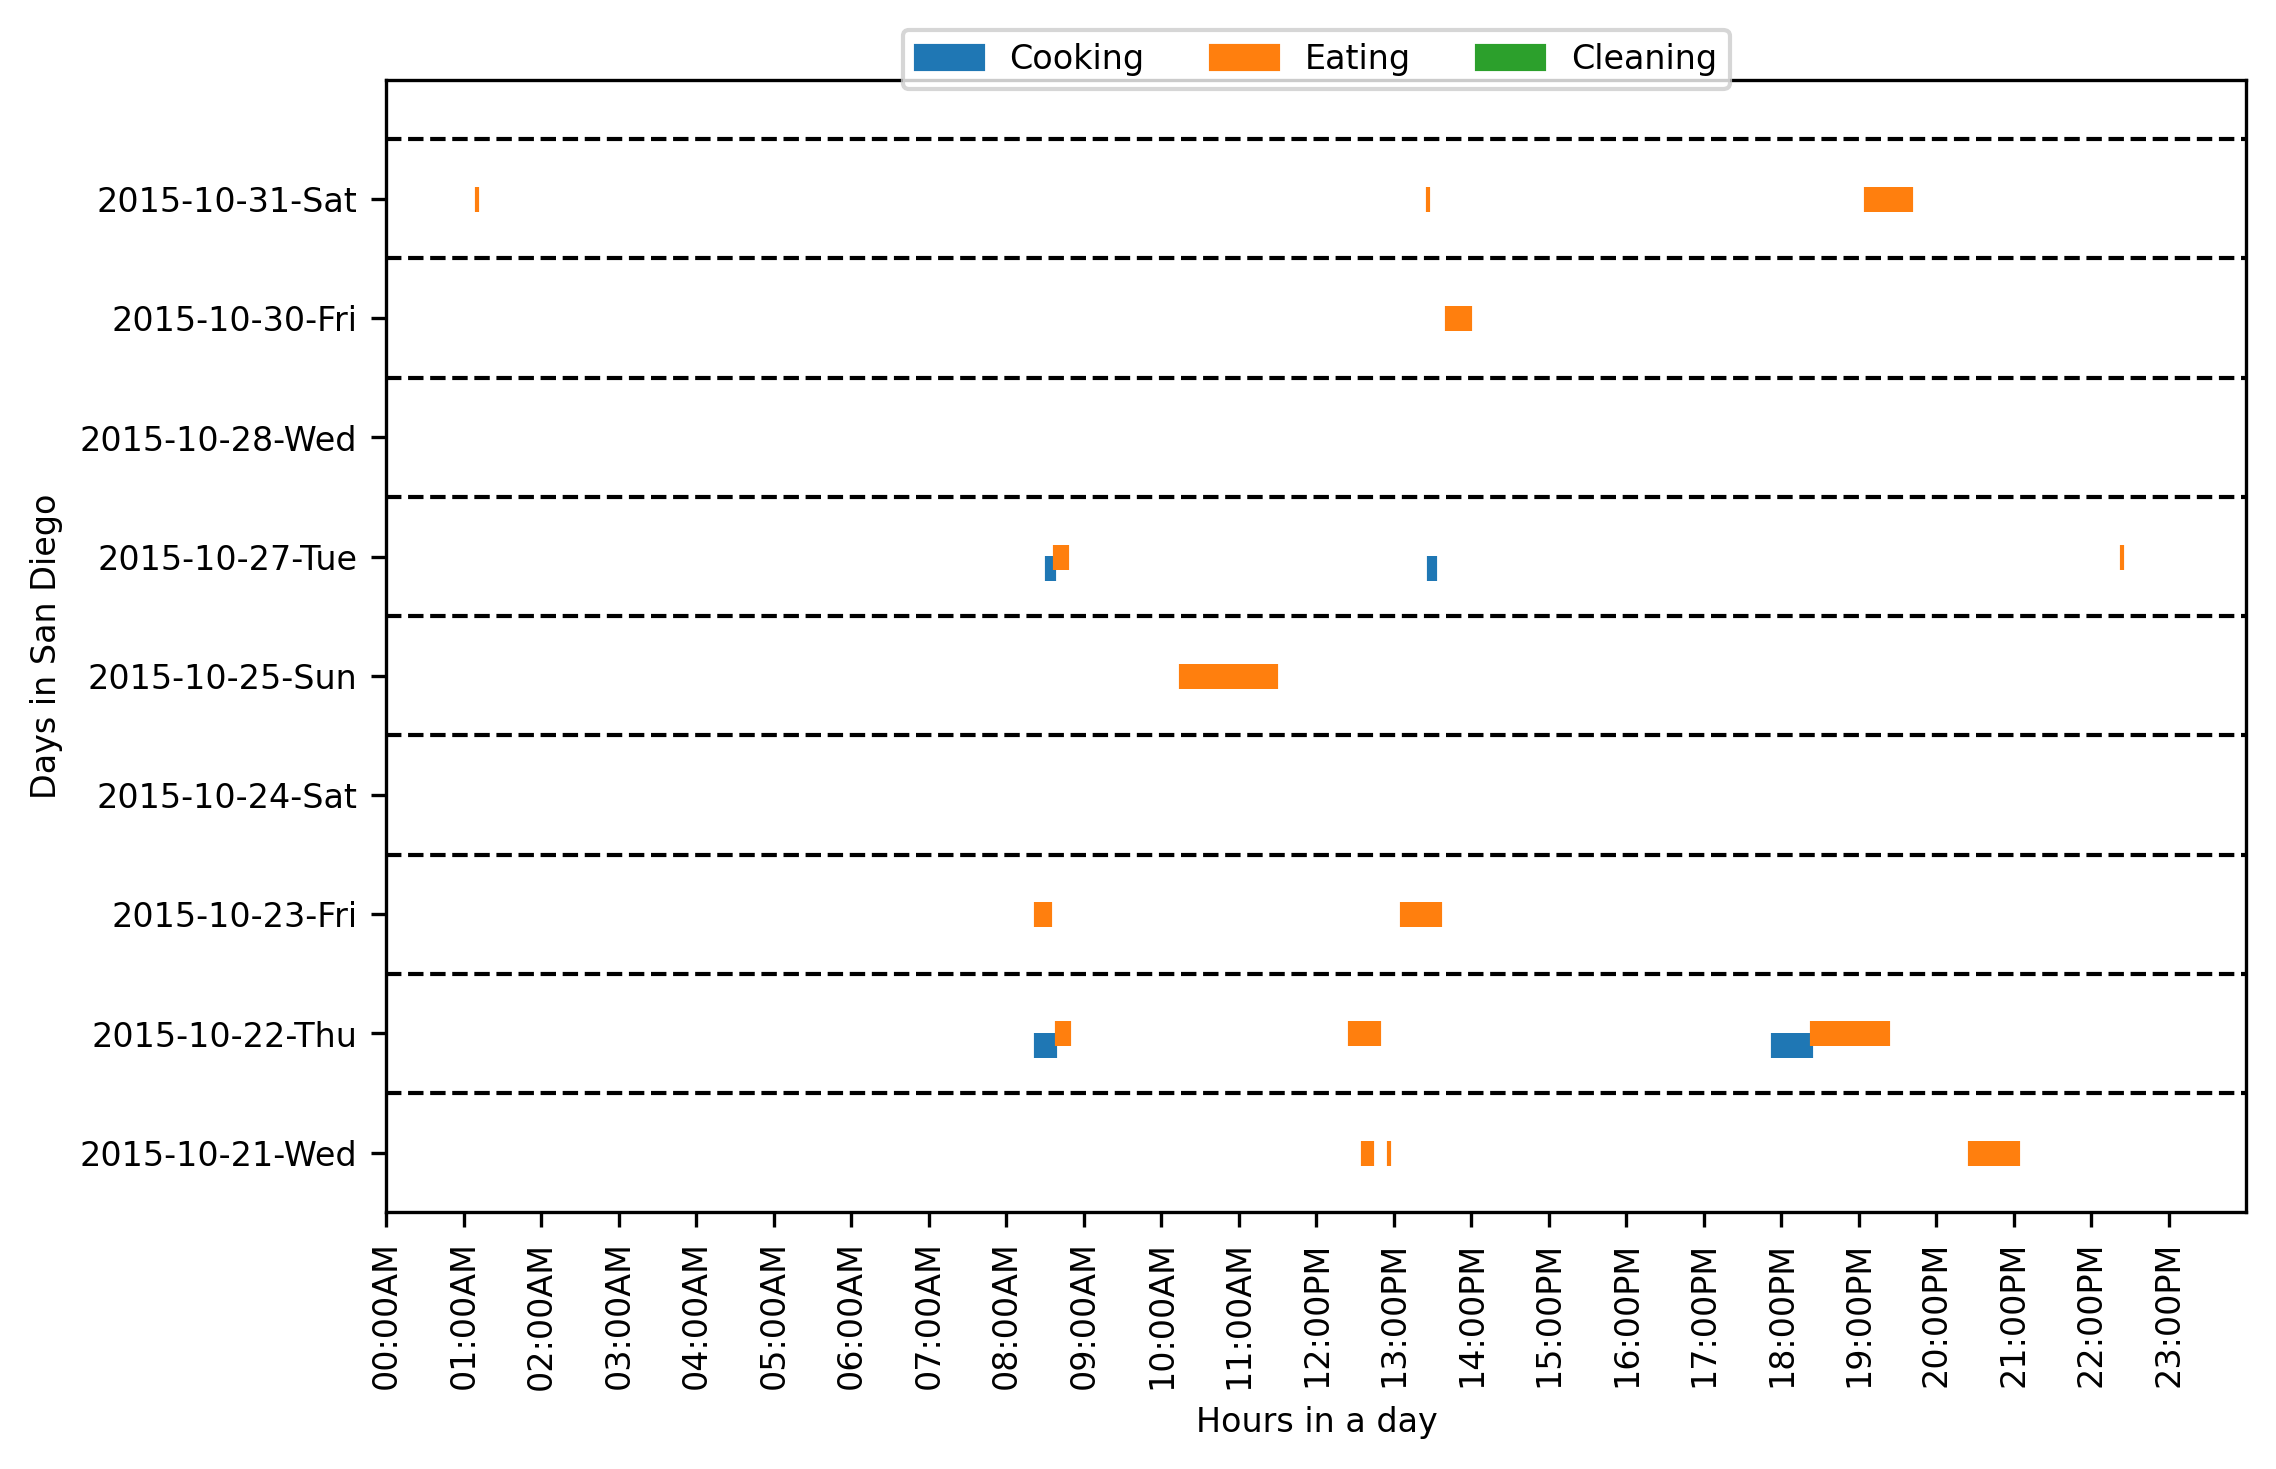 Cooking Eating Cleaning
2015-10-31-Sat
2015-10-30-Fri
2015-10-28-Wed
2015-10-27-Tue
2015-10-25-Sun
2015-10-24-Sat
2015-10-23-Fri
2015-10-22-Thu
2015-10-21-Wed
Days in San Diego
00:00AM
01:00AM
02:00AM
03:00AM
04:00AM
05:00AM
06:00AM
07:00AM
08:00AM
09:00AM
10:00AM
11:00AM
12:00PM
13:00PM
14:00PM
15:00PM
16:00PM
17:00PM
18:00PM
19:00PM
20:00PM
21:00PM
22:00PM
23:00PM
Hours in a day